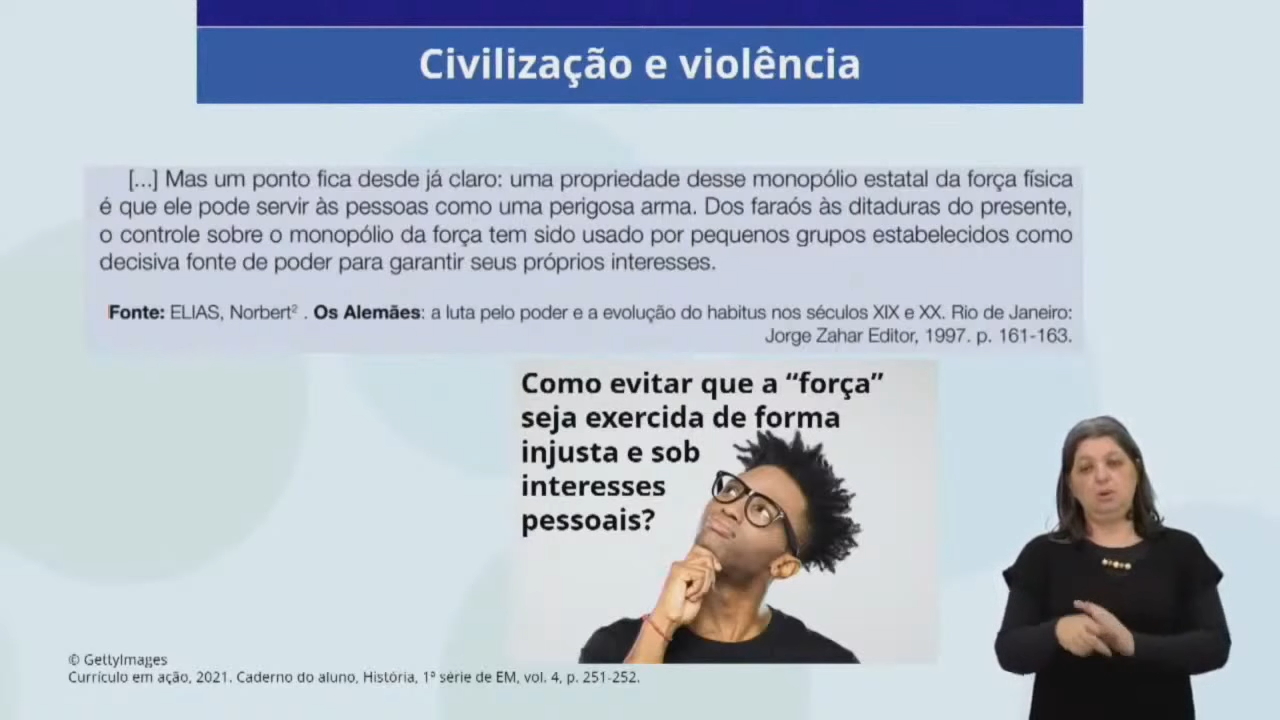 Civilização e violência
[...] Mas um ponto fica desde já claro: uma propriedade desse monopólio estatal da força física
é que ele pode servir às pessoas como uma perigosa arma. Dos faraós às ditaduras do presente,
o controle sobre o monopólio da força tem sido usado por pequenos grupos estabelecidos como
decisiva fonte de poder para garantir seus próprios interesses.
Fonte: ELIAS, Norbert² . Os Alemães: a luta pelo poder e a evolução do habitus nos séculos XIX e XX. Rio de Janeiro:
Jorge Zahar Editor, 1997. p. 161-163.
Como evitar que a “força”
seja exercida de forma
injusta e sob
interesses
pessoais?
© GettyImages
Currículo em ação, 2021. Caderno do aluno, História, 1ª série de EM, vol. 4, p. 251-252.